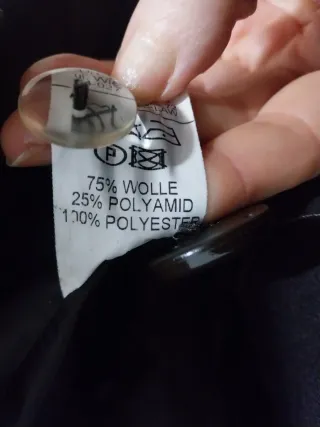 P
75% WOLLE
25% POLYAMID
100% POLYESTER